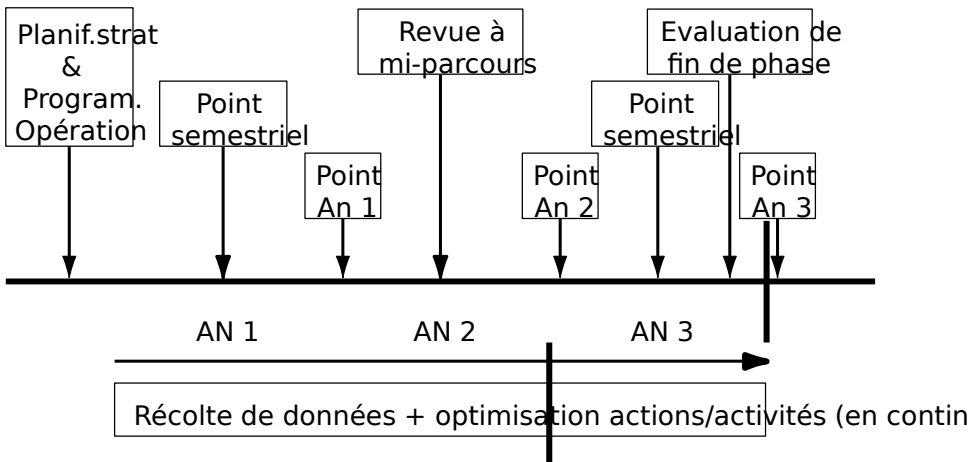 Planif.strat
&
Program.
Opération
Point
semestriel
Point
An 1
Revue à
mi-parcours
Point
An 2
Point
semestriel
Evaluation de
fin de phase
Point
An 3
AN 1
AN 2
AN 3
Récolte de données + optimisation actions/activités (en contin